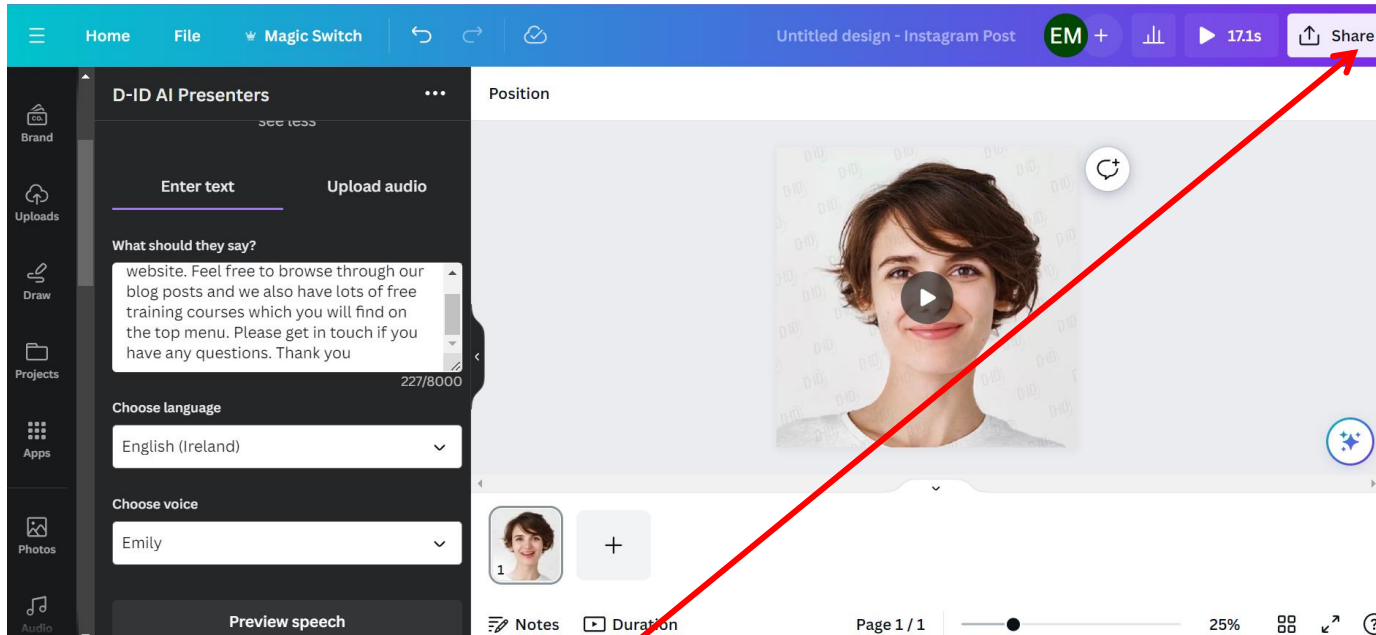 Home File Magic Switch Untitled design - Instagram Post EM + 17.1s Share
CO.
Brand
Uploads
Draw
Projects
Apps
Photos
Audio
D-ID AI Presenters
see less
Enter text Upload audio
What should they say?
website. Feel free to browse through our
blog posts and we also have lots of free
training courses which you will find on
the top menu. Please get in touch if you
have any questions. Thank you
227/8000
Choose language
English (Ireland)
Choose voice
Emily
Preview speech
Position
D-ID
1
Notes Duration Page 1 / 1 25%